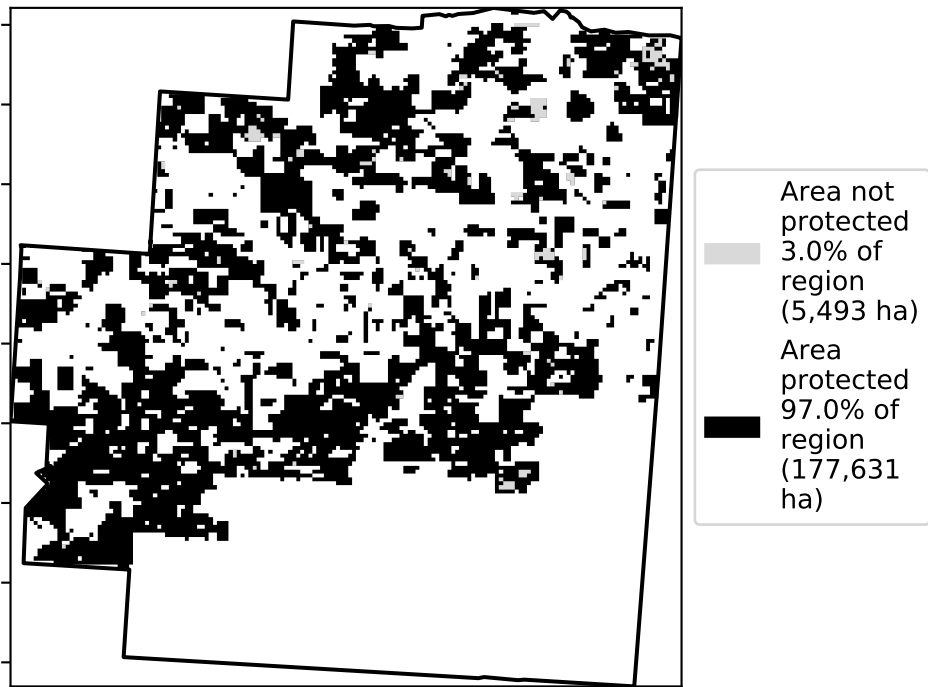 Area not
protected
3.0% of
region
(5,493 ha)
Area
protected
97.0% of
region
(177,631
ha)